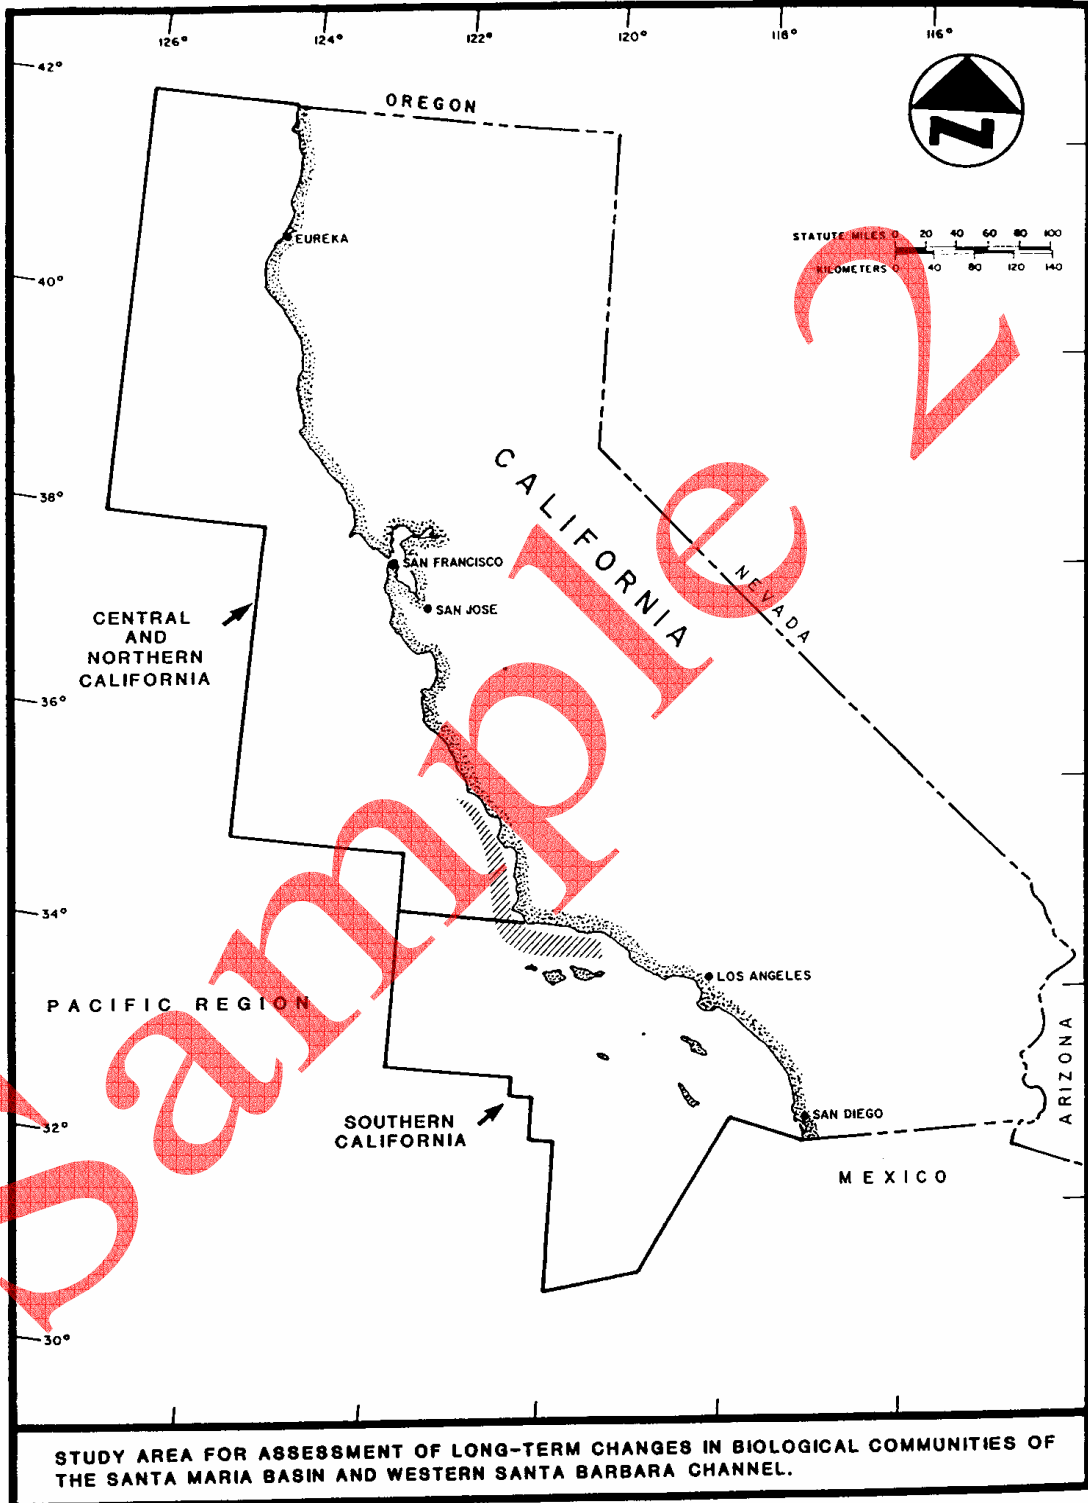 126° 124° 122° 120° 118° 116°
42°
OREGON
N
EUREKA
STATUTE MILES 0 20 40 60 80 100
KILOMETERS 0 40 80 120 140
40°
CALIFORNIA
38°
SAN FRANCISCO
NEVADA
SAN JOSE
CENTRAL
AND
NORTHERN
CALIFORNIA
36°
34°
LOS ANGELES
PACIFIC REGION
ARIZONA
SOUTHERN
CALIFORNIA
32°
SAN DIEGO
MEXICO
30°
STUDY AREA FOR ASSESSMENT OF LONG-TERM CHANGES IN BIOLOGICAL COMMUNITIES OF
THE SANTA MARIA BASIN AND WESTERN SANTA BARBARA CHANNEL.
Sample 2